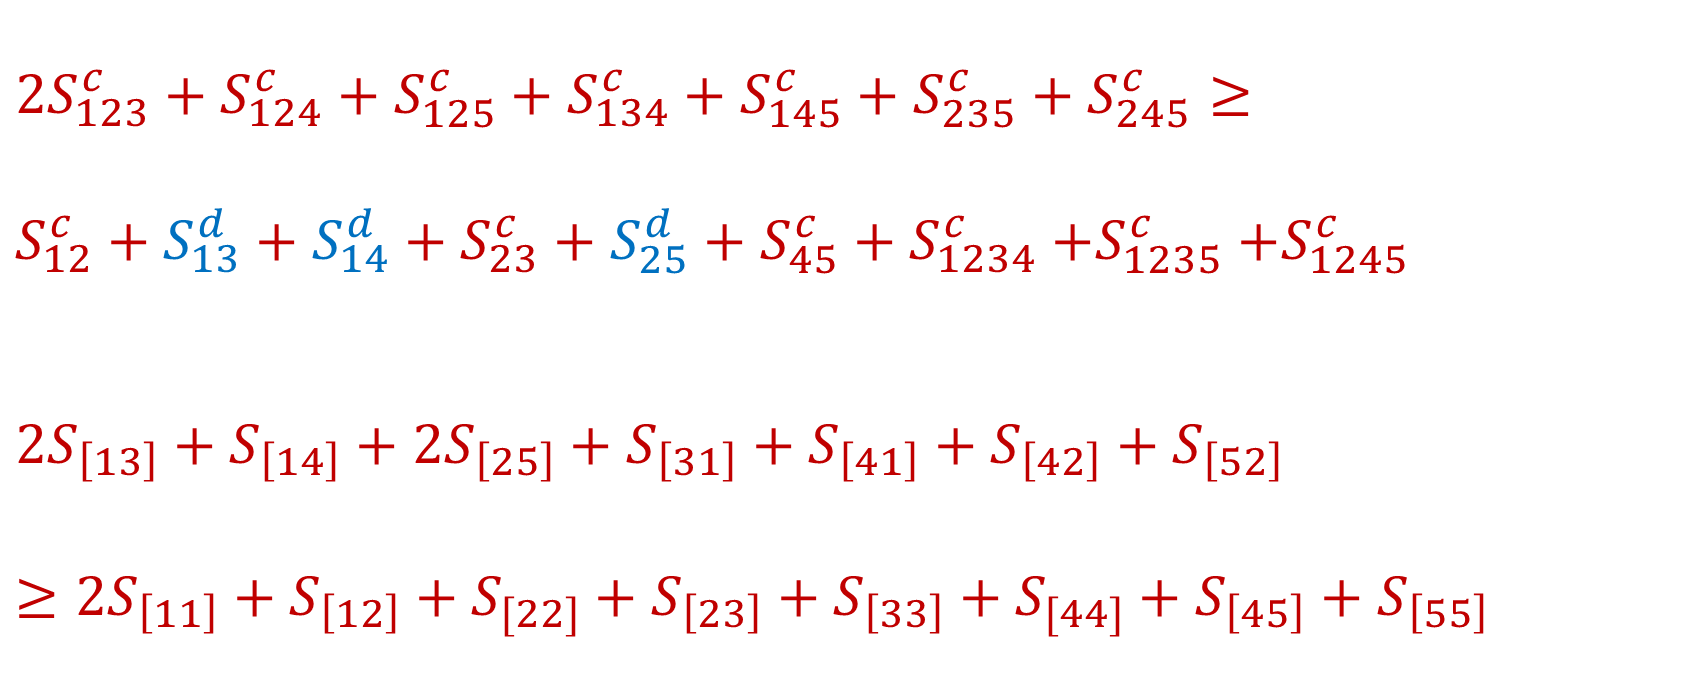 2S^c_{123} + S^c_{124} + S^c_{125} + S^c_{134} + S^c_{145} + S^c_{235} + S^c_{245} ≥
S^c_{12} + S^d_{13} + S^d_{14} + S^c_{23} + S^d_{25} + S^c_{45} + S^c_{1234} +S^c_{1235} +S^c_{1245}
2S_{[13]} + S_{[14]} + 2S_{[25]} + S_{[31]} + S_{[41]} + S_{[42]} + S_{[52]}
≥ 2S_{[11]} + S_{[12]} + S_{[22]} + S_{[23]} + S_{[33]} + S_{[44]} + S_{[45]} + S_{[55]}